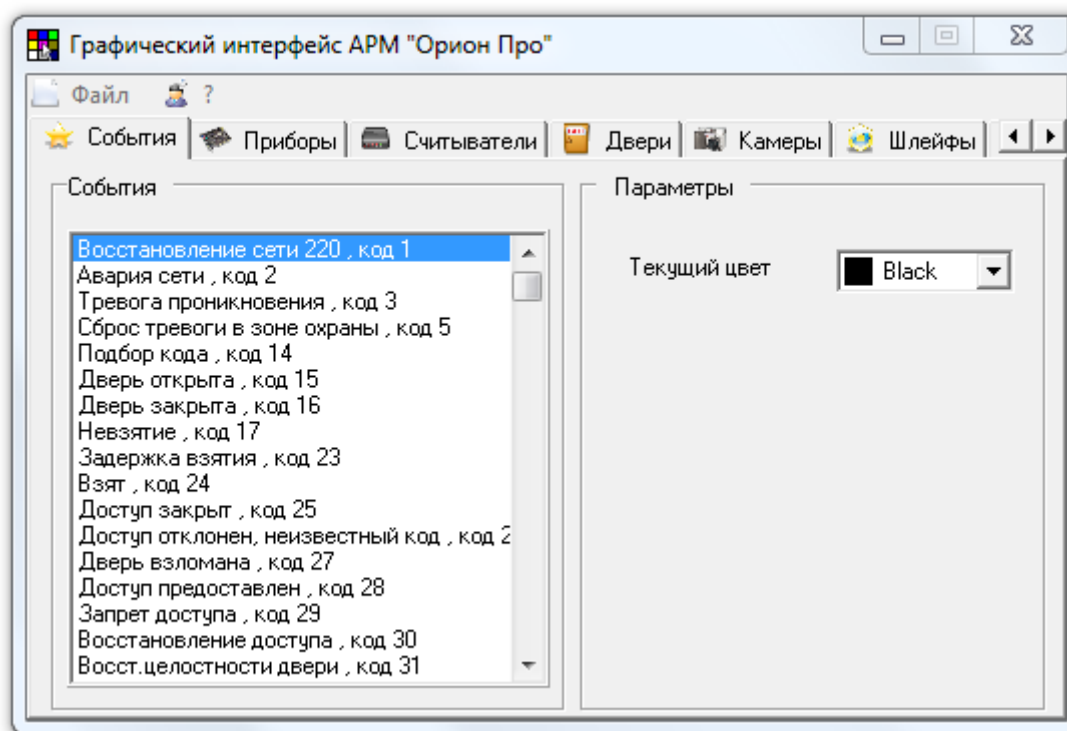 Графический интерфейс АРМ "Орион Про"
Файл ?
События Приборы Считыватели Двери Камеры Шлейфы
События
Параметры
Восстановление сети 220 , код 1
Авария сети , код 2
Тревога проникновения , код 3
Сброс тревоги в зоне охраны , код 5
Подбор кода , код 14
Дверь открыта , код 15
Дверь закрыта , код 16
Невзятие , код 17
Задержка взятия , код 23
Взят , код 24
Доступ закрыт , код 25
Доступ отклонен, неизвестный код , код 2
Дверь взломана , код 27
Доступ предоставлен , код 28
Запрет доступа , код 29
Восстановление доступа , код 30
Восст.целостности двери , код 31
Текущий цвет
Black